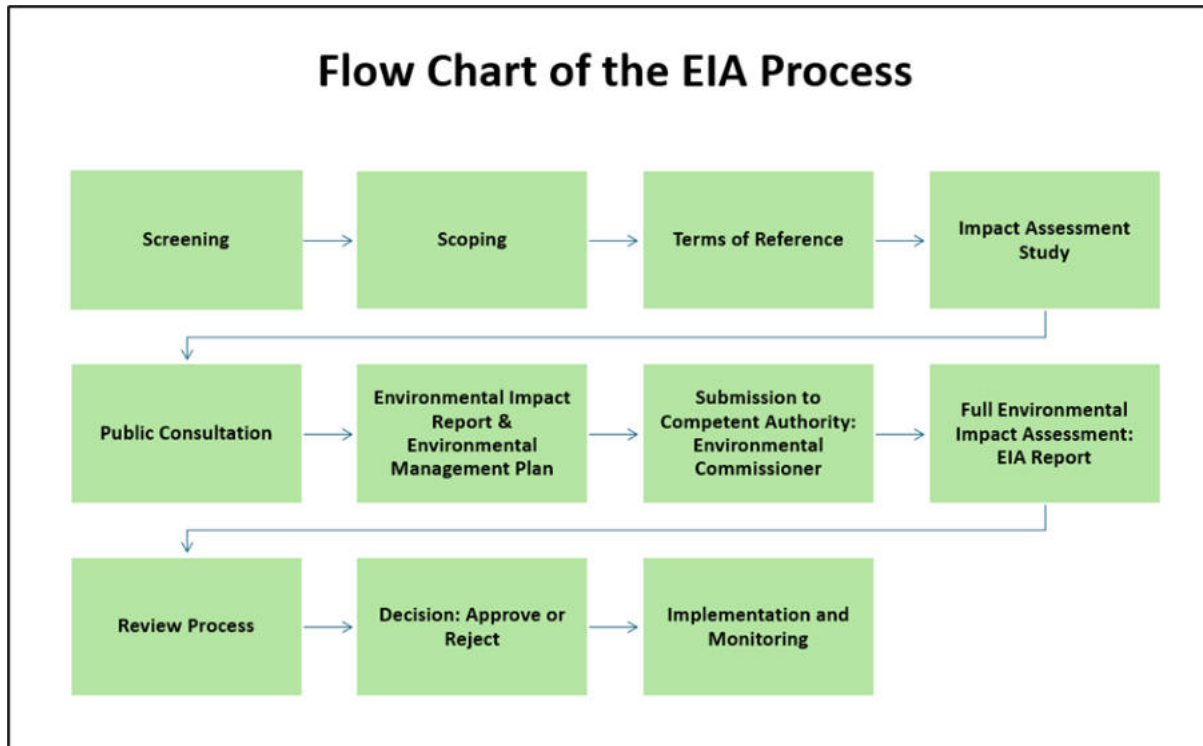 Flow Chart of the EIA Process
Screening
Scoping
Terms of Reference
Impact Assessment
Study
Public Consultation
Environmental Impact
Report &
Environmental
Management Plan
Submission to
Competent Authority:
Environmental
Commissioner
Full Environmental
Impact Assessment:
EIA Report
Review Process
Decision: Approve or
Reject
Implementation and
Monitoring